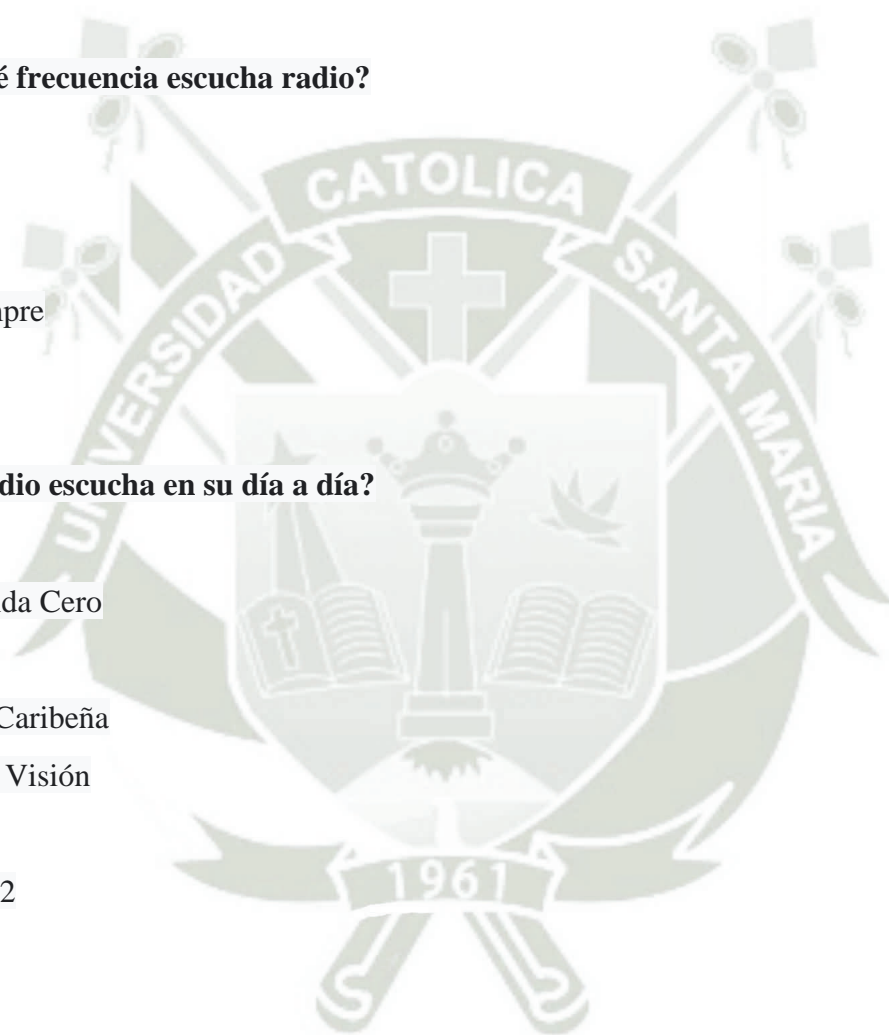 é frecuencia escucha radio?
CATOLICA
UNIVERSIDAD
SANTA MARIA
pre
dio escucha en su día a día?
da Cero
Caribeña
Visión
1961
2